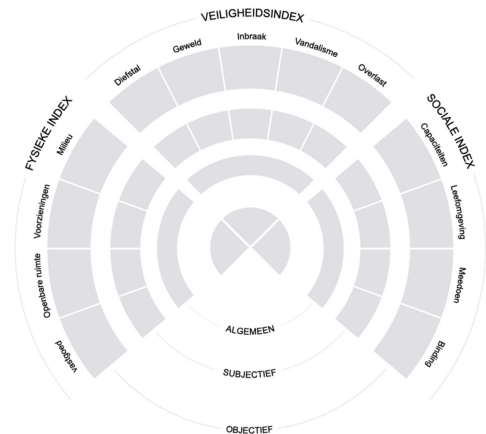 VEILIGHEIDSINDEX
Diefstal
Geweld
Inbraak
Vandalisme
Overlast
FYSIEKE INDEX
Milieu
Voorzieningen
Openbare ruimte
vastgoed
SOCIALE INDEX
Capaciteiten
Leefomgeving
Meedoen
Binding
ALGEMEEN
SUBJECTIEF
OBJECTIEF